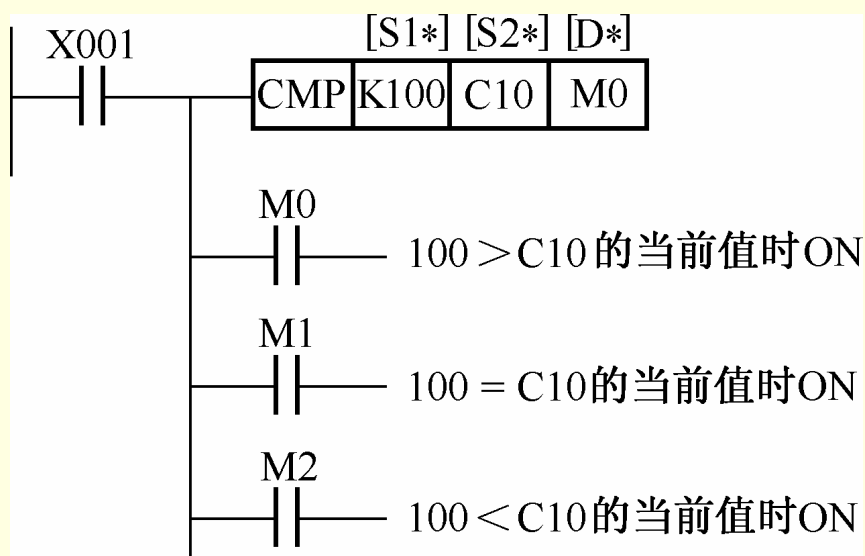 [S1*] [S2*] [D*]
X001
CMP K100 C10 M0
M0
100＞C10的当前值时ON
M1
100 = C10的当前值时ON
M2
100＜C10的当前值时ON